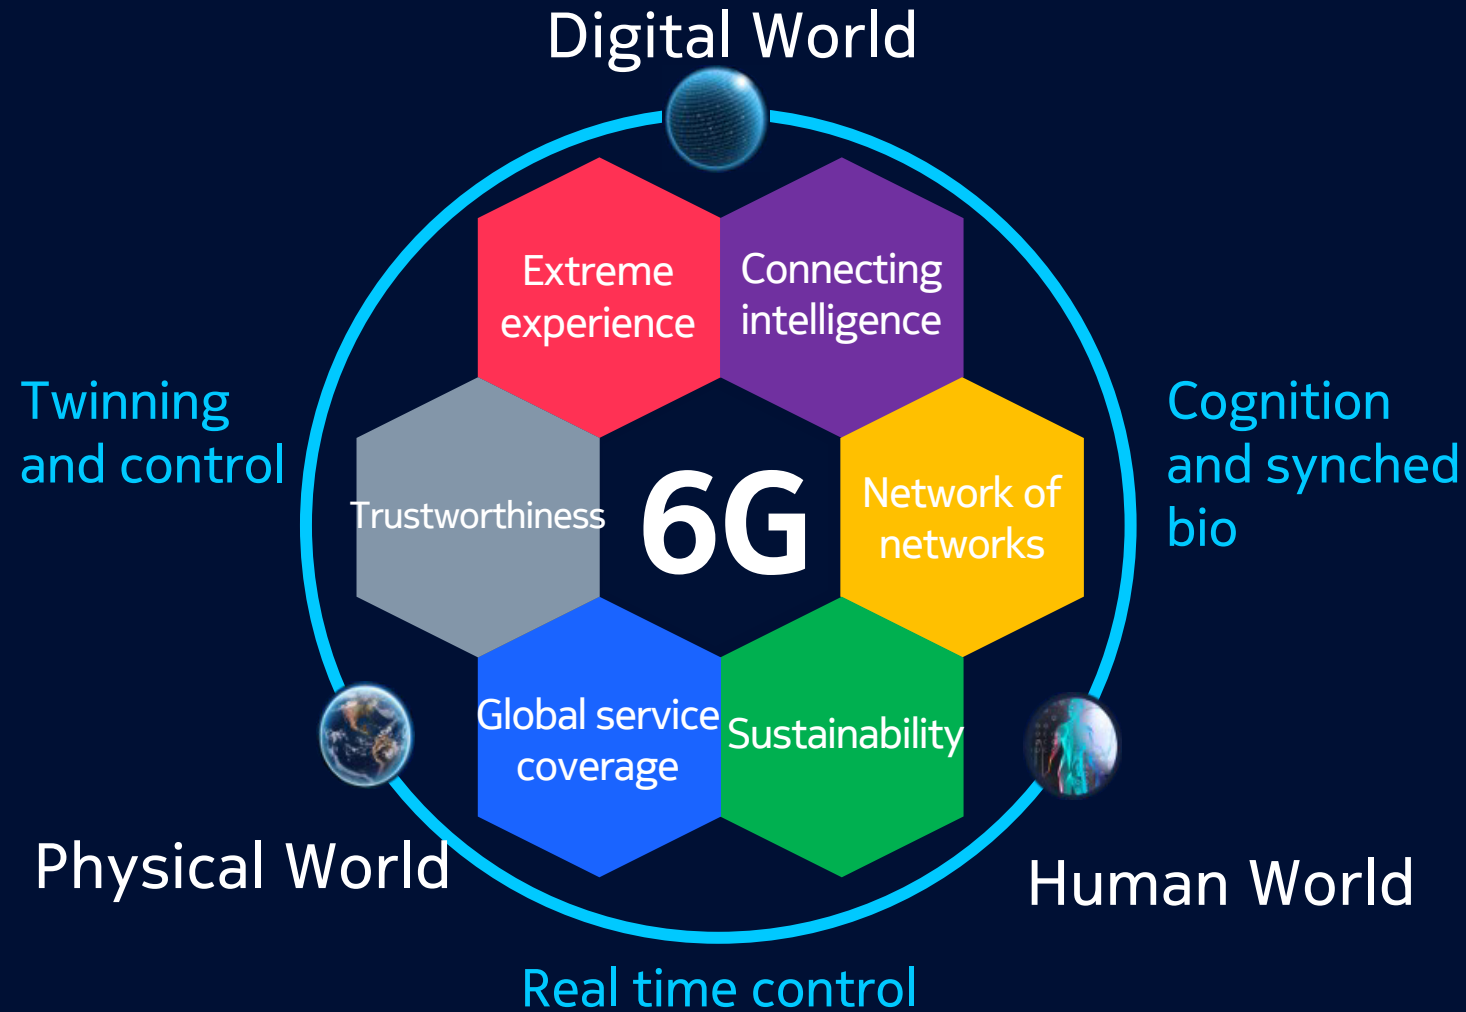 Digital World
Extreme
experience
Connecting
intelligence
Twinning
and control
Cognition
and synched
bio
Trustworthiness
6G
Network of
networks
Global service
coverage
Sustainability
Physical World
Human World
Real time control